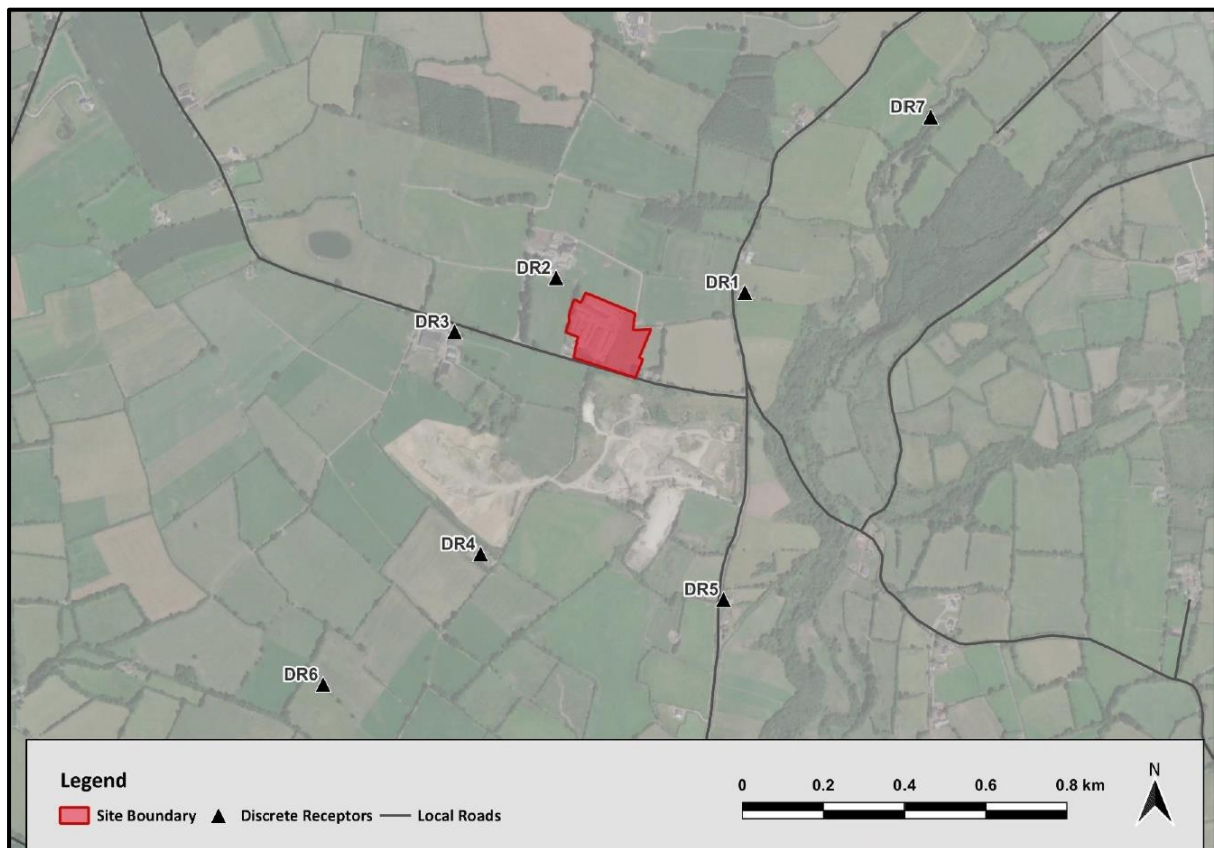 DR7
DR2
DR1
DR3
DR4
DR5
DR6
Legend
Site Boundary
Discrete Receptors
Local Roads
0 0.2 0.4 0.6 0.8 km
N